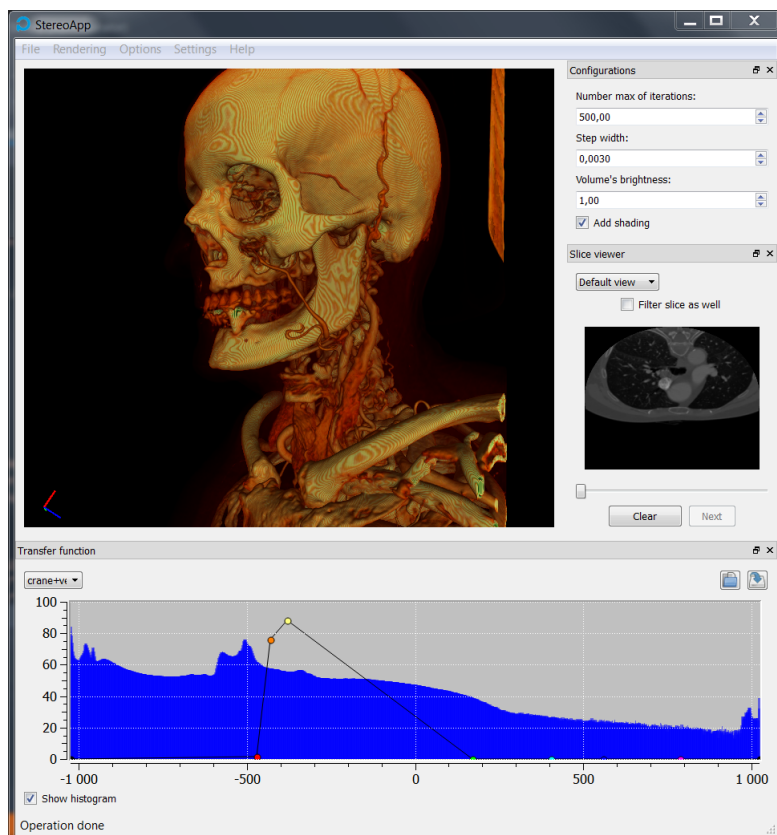 StereoApp
File Rendering Options Settings Help
Configurations
Number max of iterations:
500,00
Step width:
0,0030
Volume's brightness:
1,00
Add shading
Slice viewer
Default view
Filter slice as well
Clear Next
Transfer function
crane+ve
100
80
60
40
20
0
-1 000 -500 0 500 1 000
Show histogram
Operation done